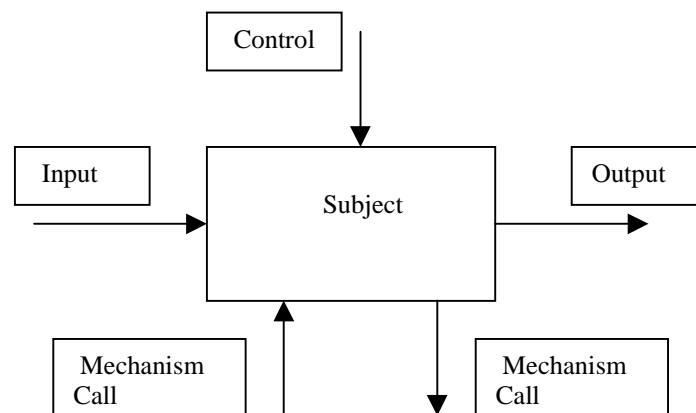 Control
Input
Output
Subject
Mechanism
Call
Mechanism
Call